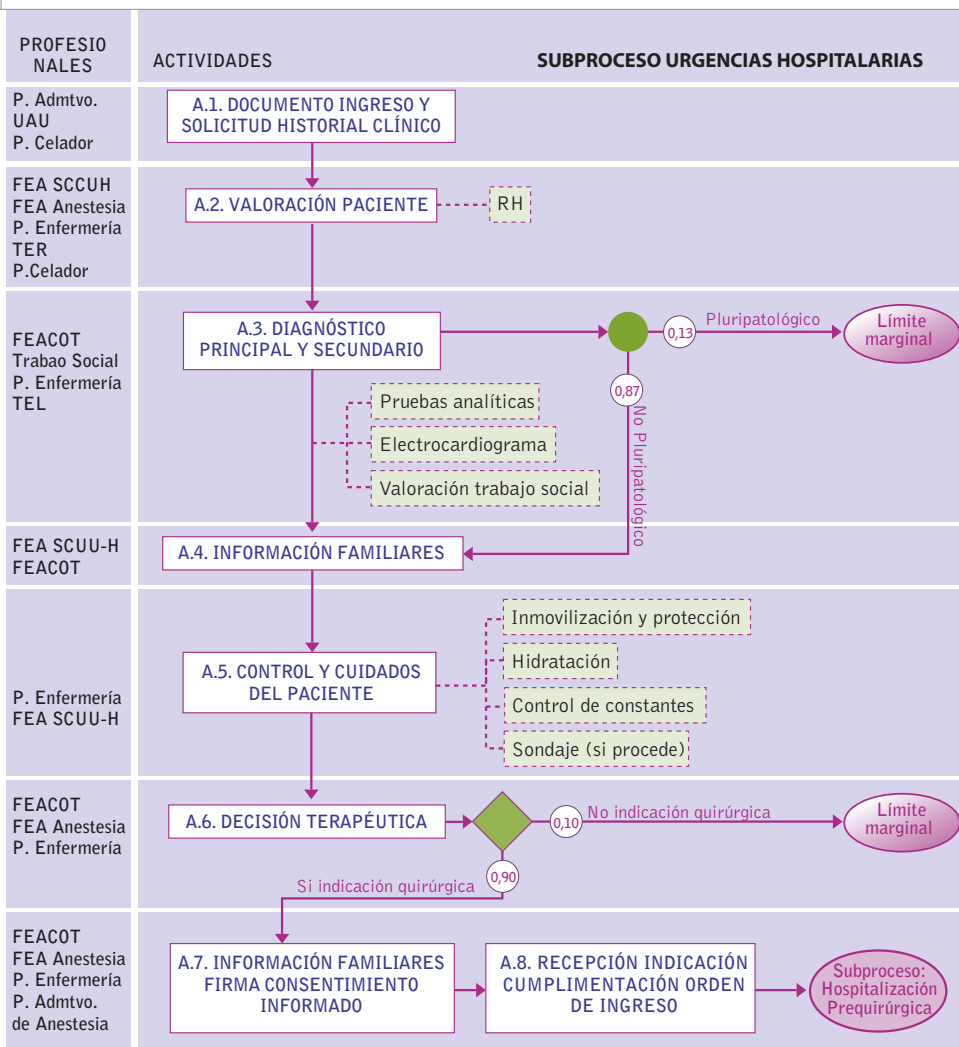 PROFESIO
NALES
ACTIVIDADES
SUBPROCESO URGENCIAS HOSPITALARIAS
P. Admtvo.
UAU
P. Celador
A.1. DOCUMENTO INGRESO Y
SOLICITUD HISTORIAL CLÍNICO
FEA SCCUH
FEA Anestesia
P. Enfermería
TER
P.Celador
A.2. VALORACIÓN PACIENTE
RH
FEACOT
Trabao Social
P. Enfermería
TEL
A.3. DIAGNÓSTICO
PRINCIPAL Y SECUNDARIO
0,13
Pluripatológico
Límite
marginal
0,87
No Pluripatológico
Pruebas analíticas
Electrocardiograma
Valoración trabajo social
FEA SCUU-H
FEACOT
A.4. INFORMACIÓN FAMILIARES
P. Enfermería
FEA SCUU-H
A.5. CONTROL Y CUIDADOS
DEL PACIENTE
Inmovilización y protección
Hidratación
Control de constantes
Sondaje (si procede)
FEACOT
FEA Anestesia
P. Enfermería
A.6. DECISIÓN TERAPÉUTICA
0,10
No indicación quirúrgica
Límite
marginal
0,90
Si indicación quirúrgica
FEACOT
FEA Anestesia
P. Enfermería
P. Admtvo.
de Anestesia
A.7. INFORMACIÓN FAMILIARES
FIRMA CONSENTIMIENTO
INFORMADO
A.8. RECEPCIÓN INDICACIÓN
CUMPLIMENTACIÓN ORDEN
DE INGRESO
Subproceso:
Hospitalización
Prequirúrgica